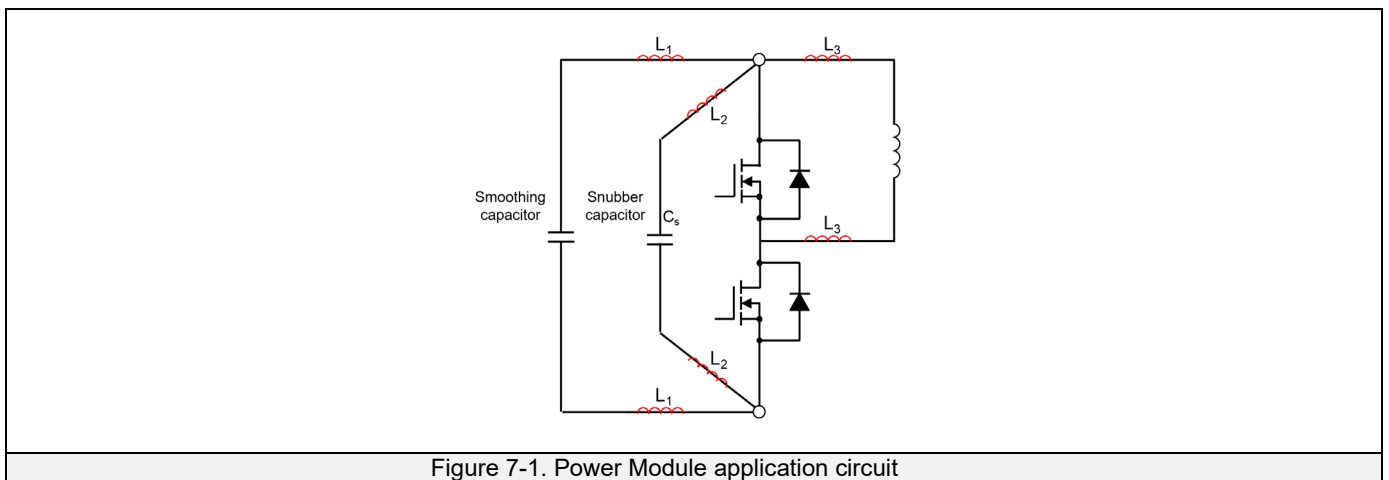 L₁
L₃
L₂
Smoothing
capacitor
Snubber
capacitor
Cₛ
L₃
L₂
L₁
Figure 7-1. Power Module application circuit